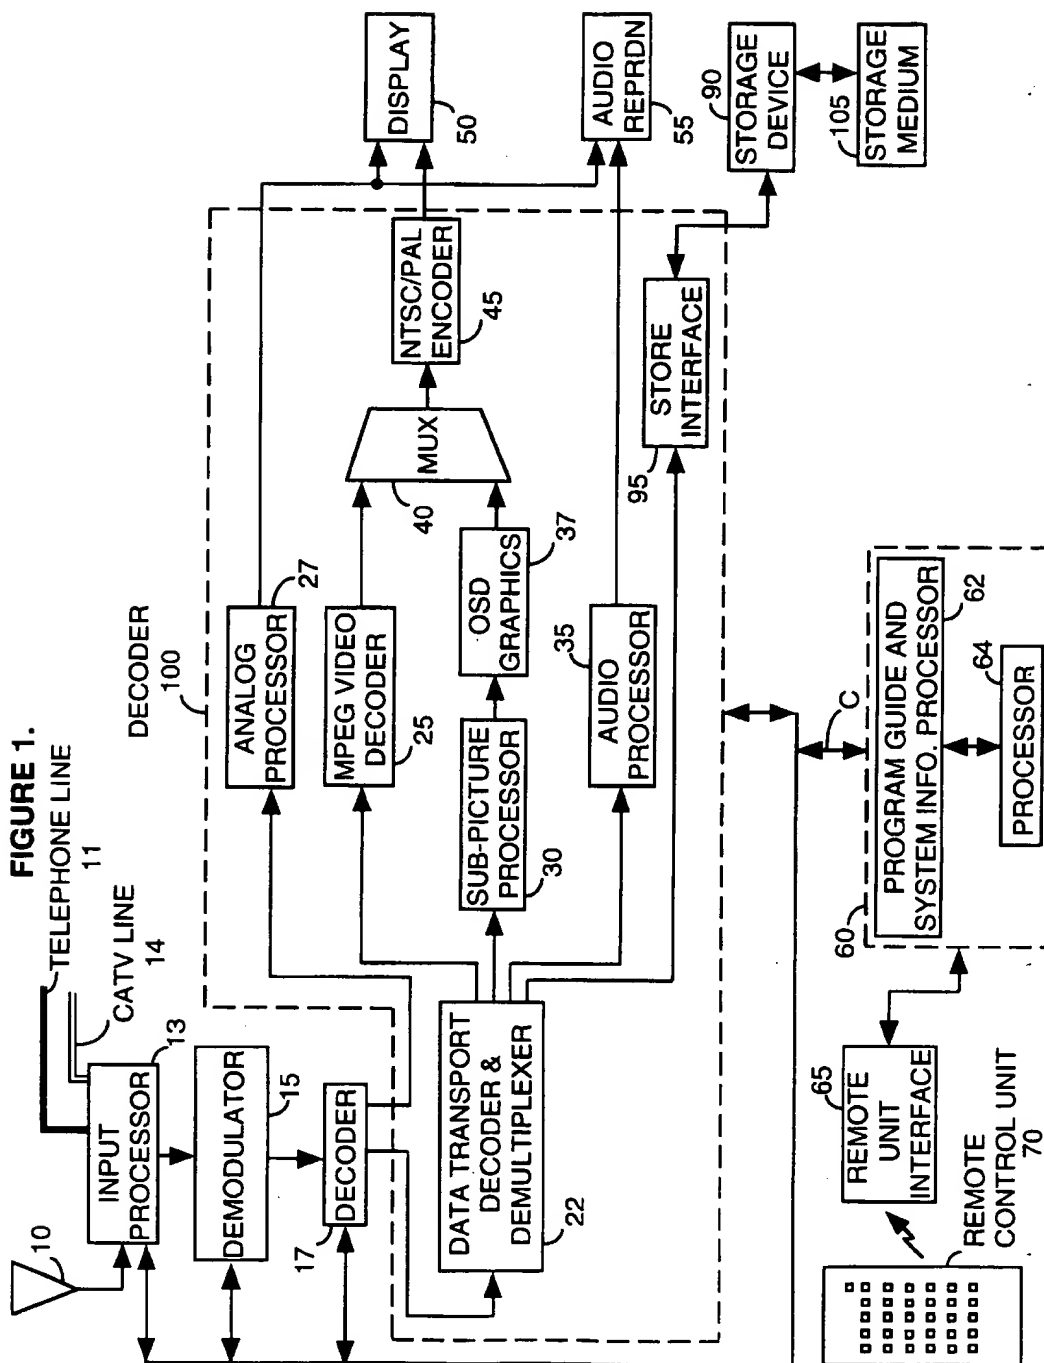 FIGURE 1.
TELEPHONE LINE
11
CATV LINE
14
10
INPUT
PROCESSOR
13
DEMODULATOR
15
DECODER
17
DECODER
100
DATA TRANSPORT
DECODER &
DEMULTIPLEXER
22
ANALOG
PROCESSOR
27
MPEG VIDEO
DECODER
25
SUB-PICTURE
PROCESSOR
30
OSD
GRAPHICS
37
AUDIO
PROCESSOR
35
MUX
40
NTSC/PAL
ENCODER
45
STORE
INTERFACE
95
DISPLAY
50
AUDIO
REPRDN
55
STORAGE
DEVICE
90
STORAGE
MEDIUM
105
C
60
PROGRAM GUIDE AND
SYSTEM INFO. PROCESSOR
62
PROCESSOR
64
REMOTE
UNIT
INTERFACE
65
REMOTE
CONTROL UNIT
70